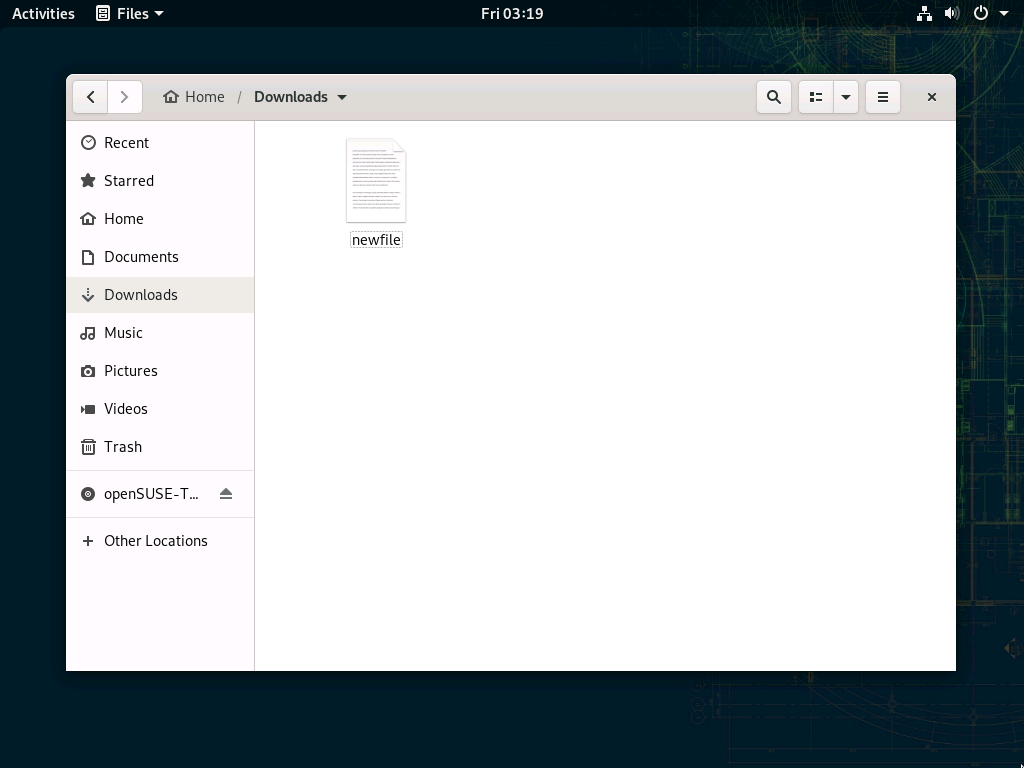 Activities Files Fri 03:19
Home / Downloads
Recent
Starred
Home
Documents
Downloads
Music
Pictures
Videos
Trash
openSUSE-T...
Other Locations
newfile